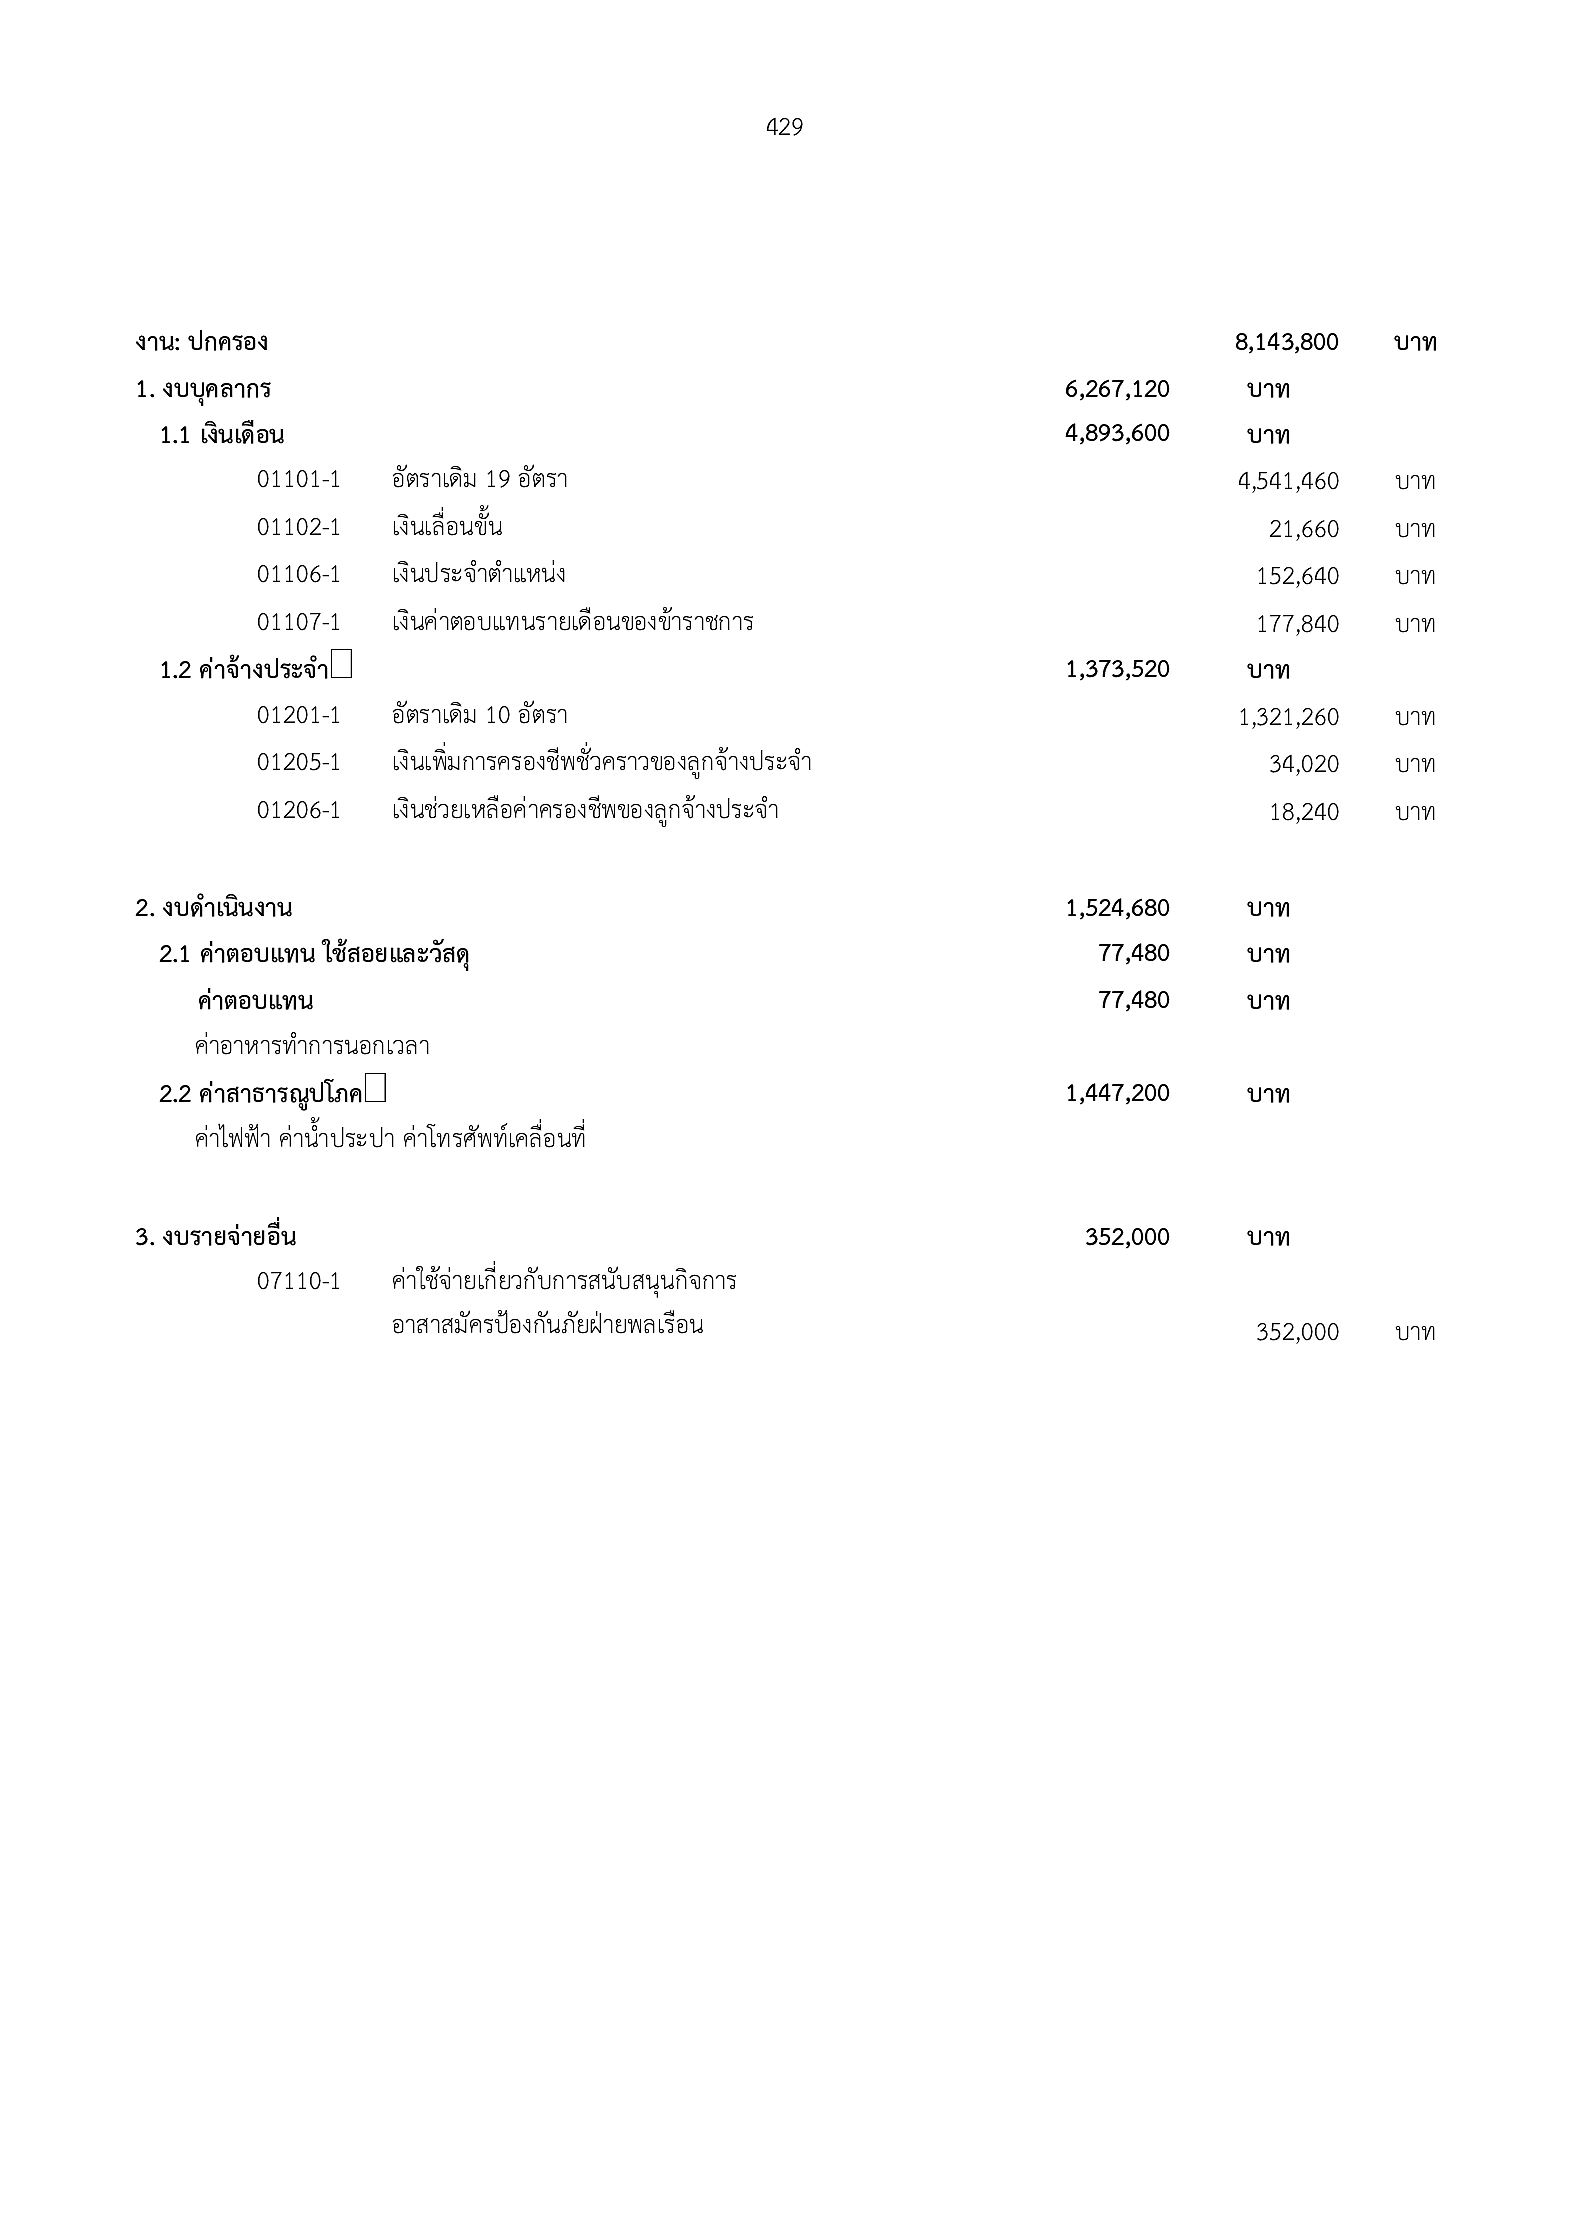 429
งาน: ปกครอง 8,143,800 บาท
1. งบบุคลากร 6,267,120 บาท
1.1 เงินเดือน 4,893,600 บาท
01101-1 อัตราเดิม 19 อัตรา 4,541,460 บาท
01102-1 เงินเลื่อนขั้น 21,660 บาท
01106-1 เงินประจำตำแหน่ง 152,640 บาท
01107-1 เงินค่าตอบแทนรายเดือนของข้าราชการ 177,840 บาท
1.2 ค่าจ้างประจำ 1,373,520 บาท
01201-1 อัตราเดิม 10 อัตรา 1,321,260 บาท
01205-1 เงินเพิ่มการครองชีพชั่วคราวของลูกจ้างประจำ 34,020 บาท
01206-1 เงินช่วยเหลือค่าครองชีพของลูกจ้างประจำ 18,240 บาท
2. งบดำเนินงาน 1,524,680 บาท
2.1 ค่าตอบแทน ใช้สอยและวัสดุ 77,480 บาท
ค่าตอบแทน 77,480 บาท
ค่าอาหารทำการนอกเวลา
2.2 ค่าสาธารณูปโภค 1,447,200 บาท
ค่าไฟฟ้า ค่าน้ำประปา ค่าโทรศัพท์เคลื่อนที่
3. งบรายจ่ายอื่น 352,000 บาท
07110-1 ค่าใช้จ่ายเกี่ยวกับการสนับสนุนกิจการ
อาสาสมัครป้องกันภัยฝ่ายพลเรือน 352,000 บาท